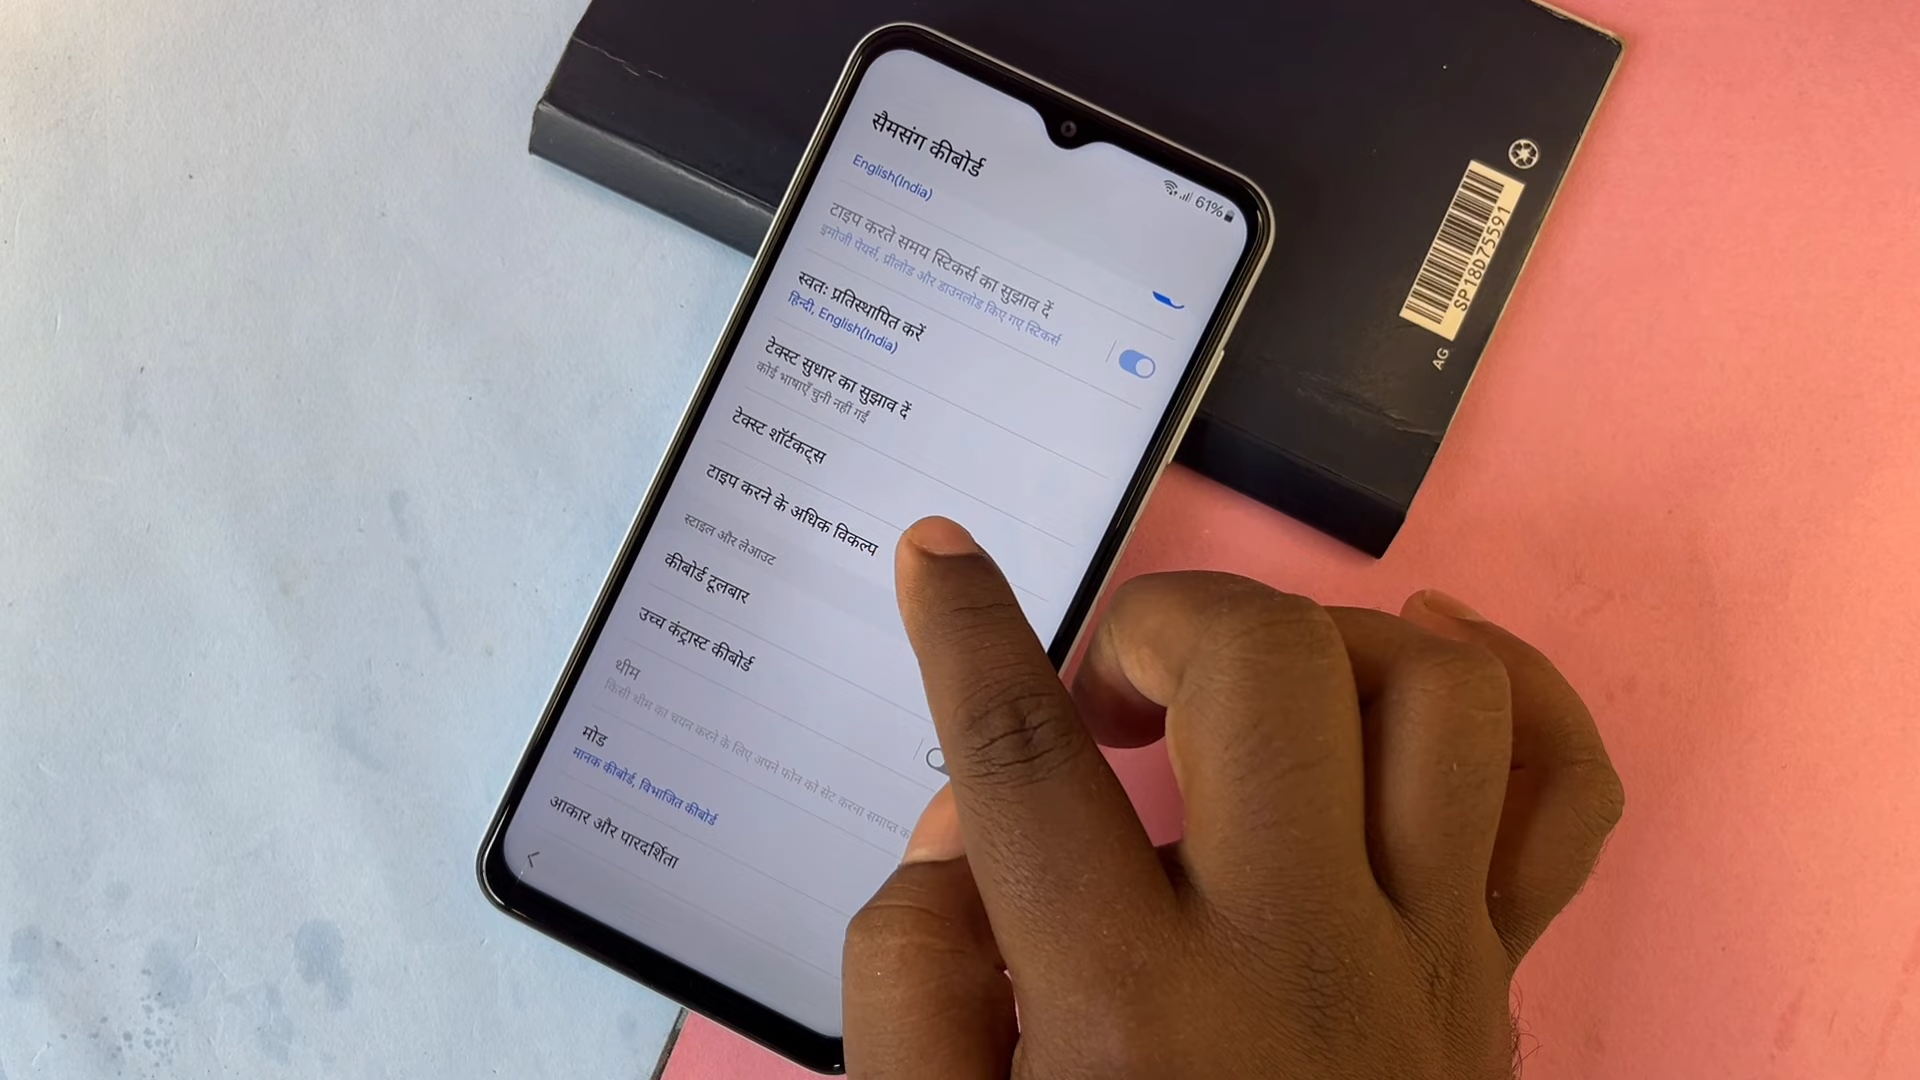 सैमसंग कीबोर्ड
61%
English(India)
टाइप करते समय स्टिकर्स का सुझाव दें
इमोजी पेयर्स, प्रीलोड और डाउनलोड किए गए स्टिकर्स
स्वतः प्रतिस्थापित करें
हिन्दी, English(India)
टेक्स्ट सुधार का सुझाव दें
कोई भाषाएँ चुनी नहीं गईं
टेक्स्ट शॉर्टकट्स
टाइप करने के अधिक विकल्प
स्टाइल और लेआउट
कीबोर्ड टूलबार
उच्च कंट्रास्ट कीबोर्ड
थीम
किसी थीम का चयन करने के लिए अपने फोन को सेट करना समाप्त क
मोड
मानक कीबोर्ड, विभाजित कीबोर्ड
आकार और पारदर्शिता
SP18D75591
AG